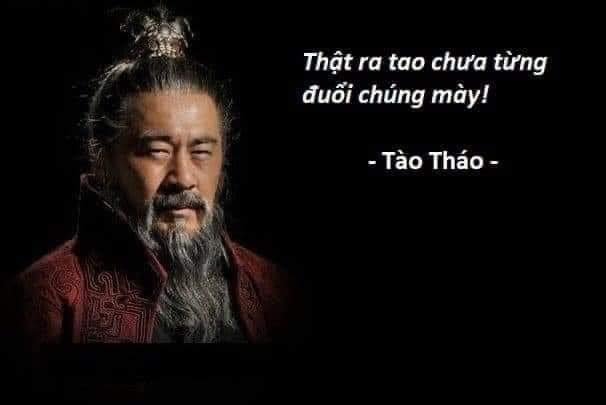 Thật ra tao chưa từng
đuổi chúng mày!
- Tào Tháo -